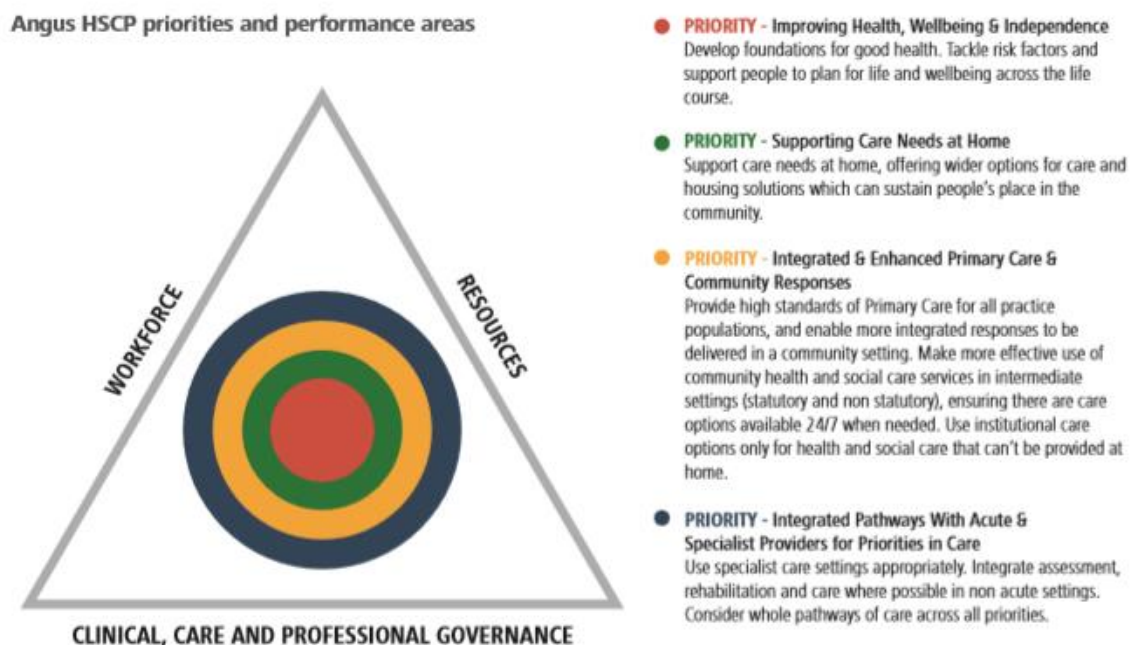 Angus HSCP priorities and performance areas
WORKFORCE
RESOURCES
CLINICAL, CARE AND PROFESSIONAL GOVERNANCE
PRIORITY - Improving Health, Wellbeing & Independence
Develop foundations for good health. Tackle risk factors and
support people to plan for life and wellbeing across the life
course.
PRIORITY - Supporting Care Needs at Home
Support care needs at home, offering wider options for care and
housing solutions which can sustain people's place in the
community.
PRIORITY - Integrated & Enhanced Primary Care &
Community Responses
Provide high standards of Primary Care for all practice
populations, and enable more integrated responses to be
delivered in a community setting. Make more effective use of
community health and social care services in intermediate
settings (statutory and non statutory), ensuring there are care
options available 24/7 when needed. Use institutional care
options only for health and social care that can't be provided at
home.
PRIORITY - Integrated Pathways With Acute &
Specialist Providers for Priorities in Care
Use specialist care settings appropriately. Integrate assessment,
rehabilitation and care where possible in non acute settings.
Consider whole pathways of care across all priorities.